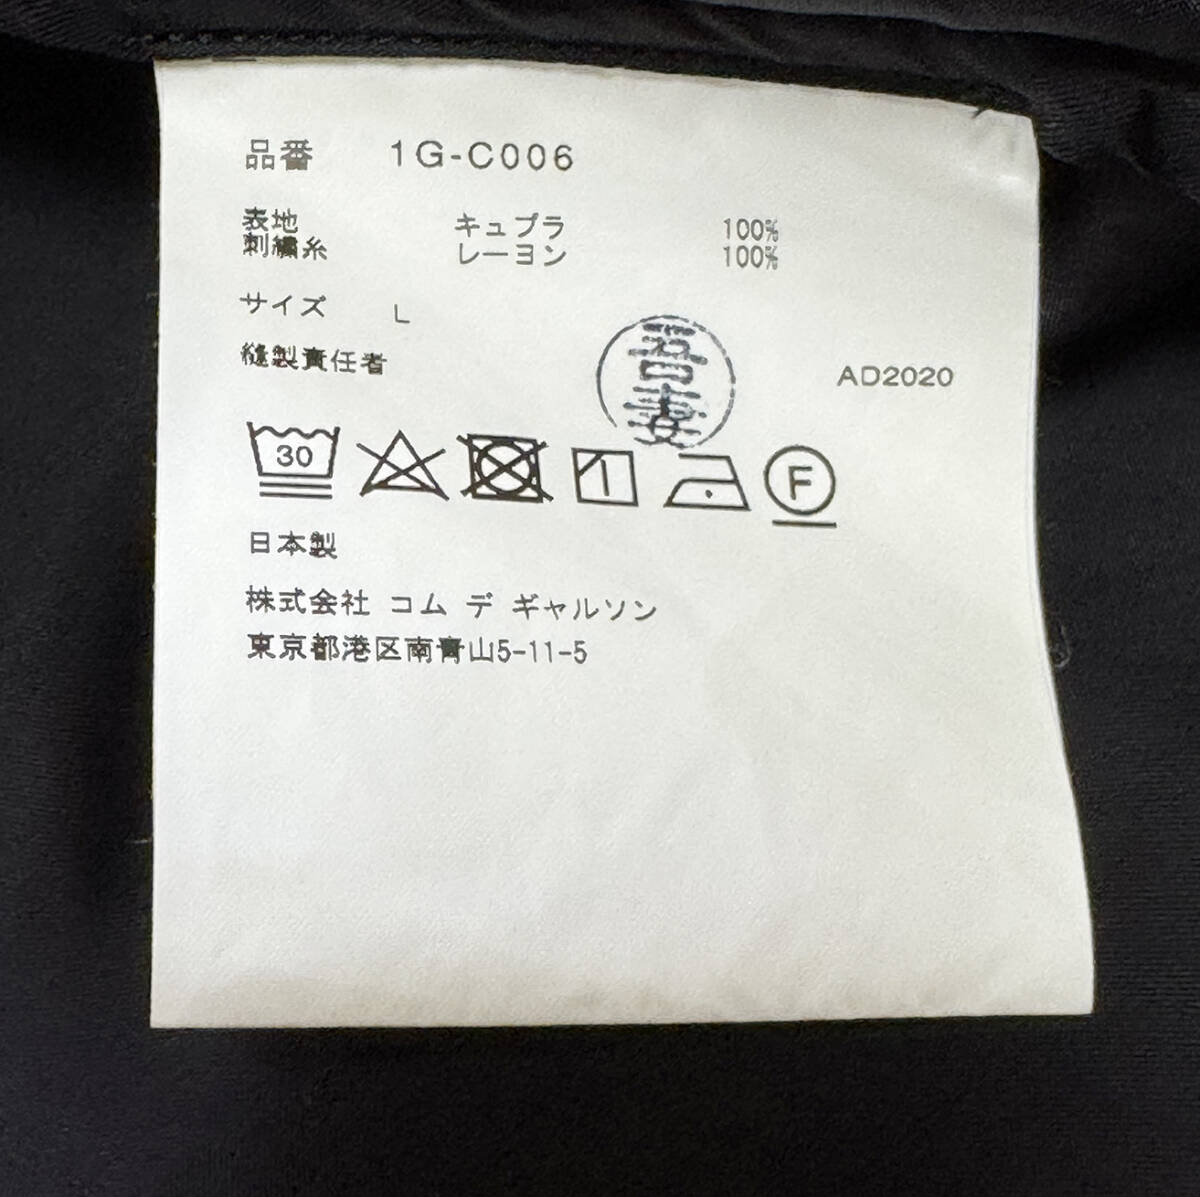 品番 1G-C006
表地 キュプラ 100%
刺繍糸 レーヨン 100%
サイズ L
縫製責任者 吾妻 AD2020
30 F
日本製
株式会社 コム デ ギャルソン
東京都港区南青山5-11-5